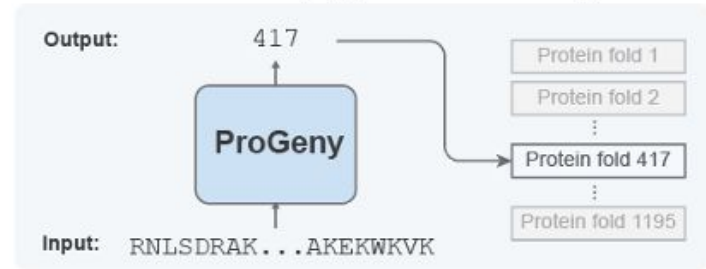 Output:
417
Protein fold 1
Protein fold 2
ProGeny
Protein fold 417
Protein fold 1195
Input:
RNLSDRAK...AKEKWKVK